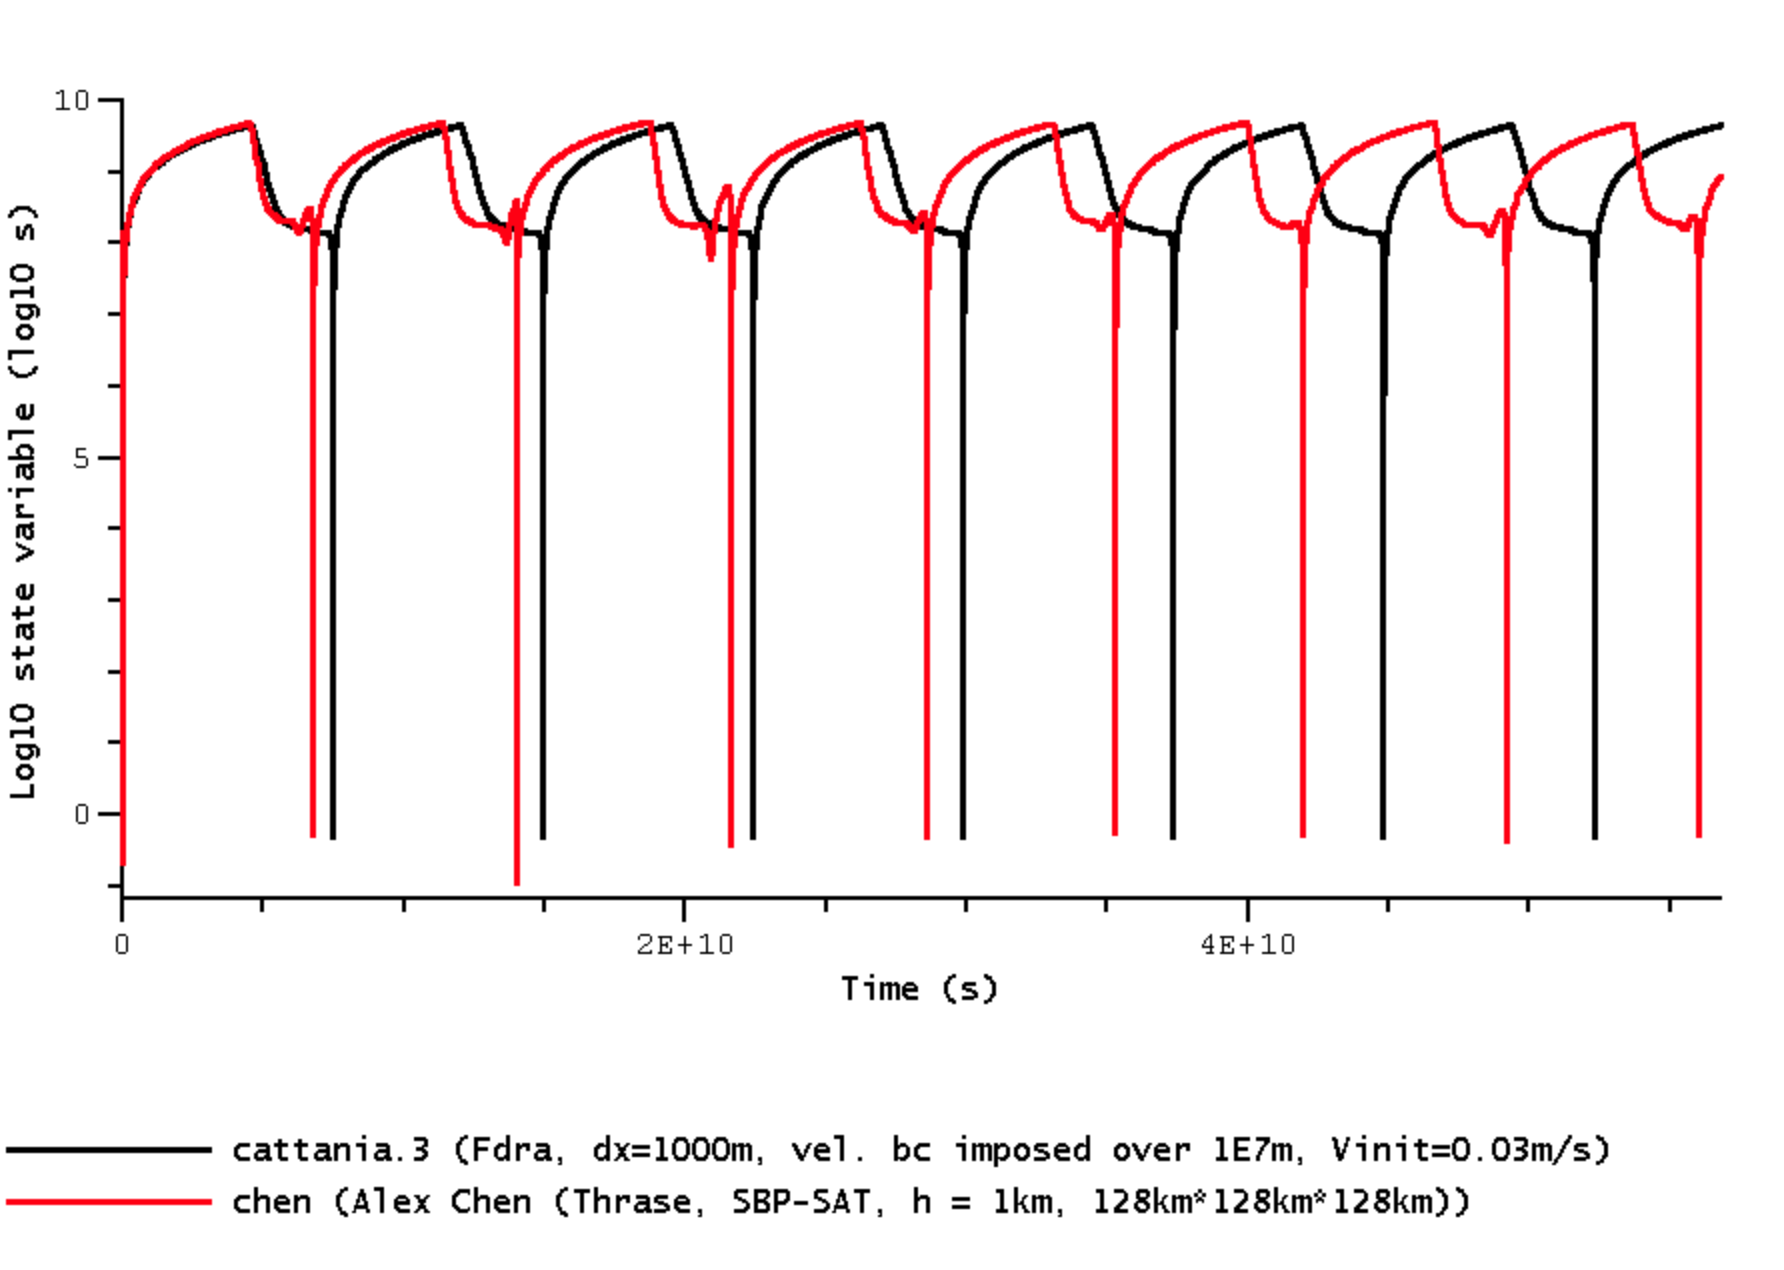 10
5
0
Log10 state variable (log10 s)
0
2E+10
4E+10
Time (s)
cattania.3 (Fdra, dx=1000m, vel. bc imposed over 1E7m, Vinit=0.03m/s)
chen (Alex Chen (Thrase, SBP-SAT, h = 1km, 128km*128km*128km))